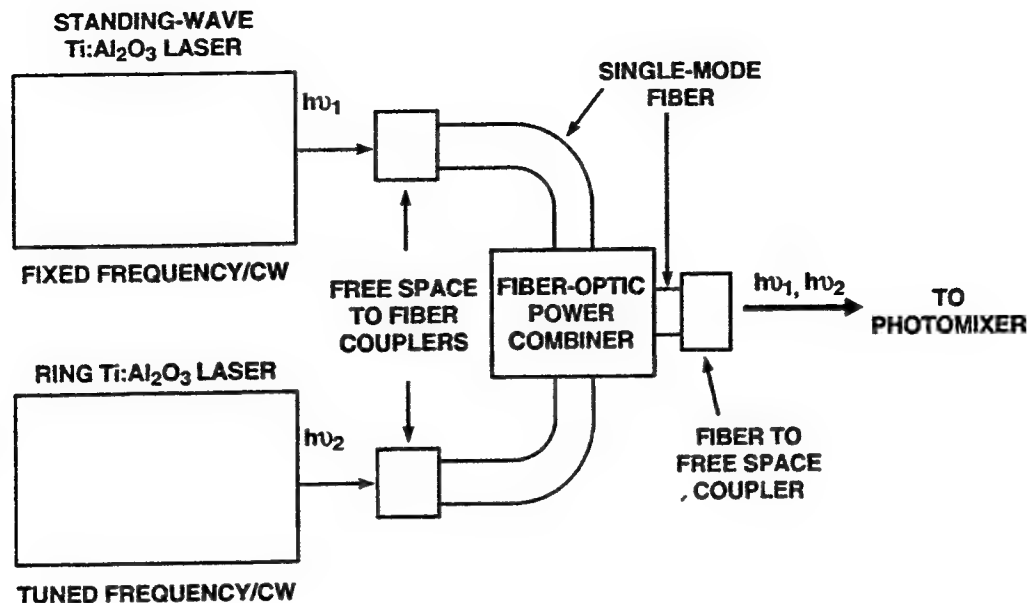 STANDING-WAVE
Ti:Al₂O₃ LASER
hυ₁
FIXED FREQUENCY/CW
SINGLE-MODE
FIBER
FREE SPACE
TO FIBER
COUPLERS
FIBER-OPTIC
POWER
COMBINER
hυ₁, hυ₂
TO
PHOTOMIXER
RING Ti:Al₂O₃ LASER
hυ₂
TUNED FREQUENCY/CW
FIBER TO
FREE SPACE
COUPLER